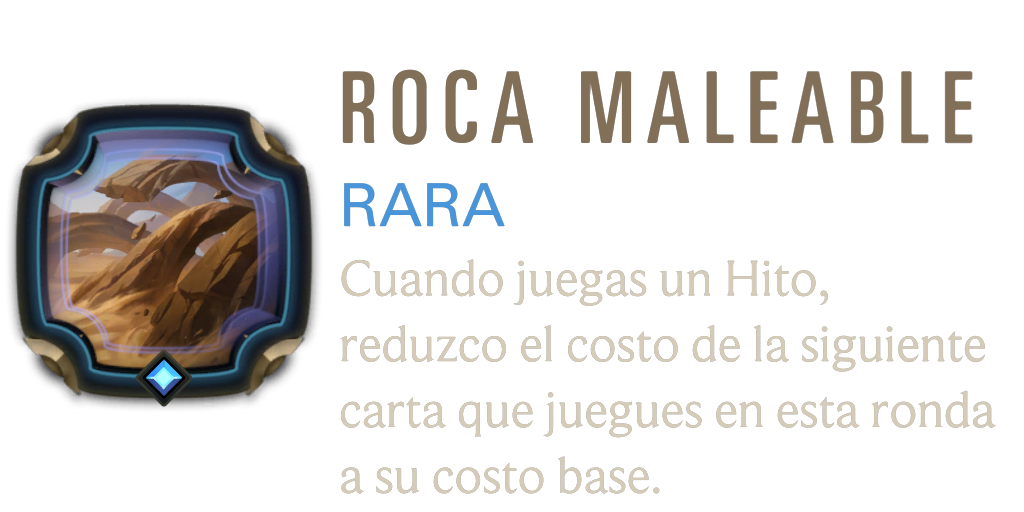 ROCA MALEABLE
RARA
Cuando juegas un Hito,
reduzco el costo de la siguiente
carta que juegues en esta ronda
a su costo base.